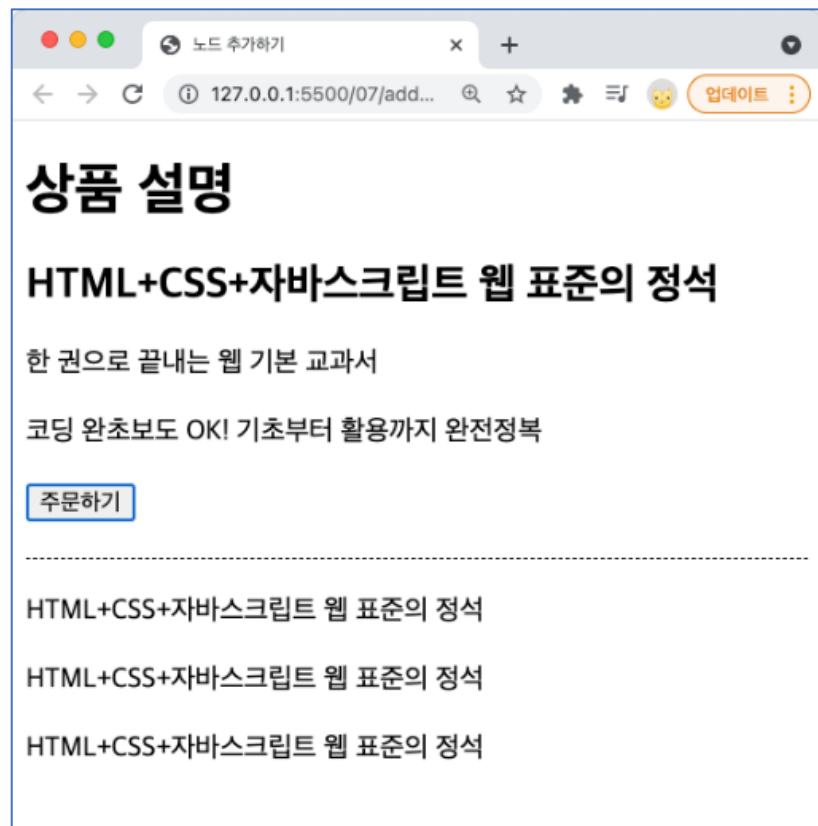 노드 추가하기
127.0.0.1:5500/07/add...
업데이트
상품 설명
HTML+CSS+자바스크립트 웹 표준의 정석
한 권으로 끝내는 웹 기본 교과서
코딩 완초보도 OK! 기초부터 활용까지 완전정복
주문하기
HTML+CSS+자바스크립트 웹 표준의 정석
HTML+CSS+자바스크립트 웹 표준의 정석
HTML+CSS+자바스크립트 웹 표준의 정석